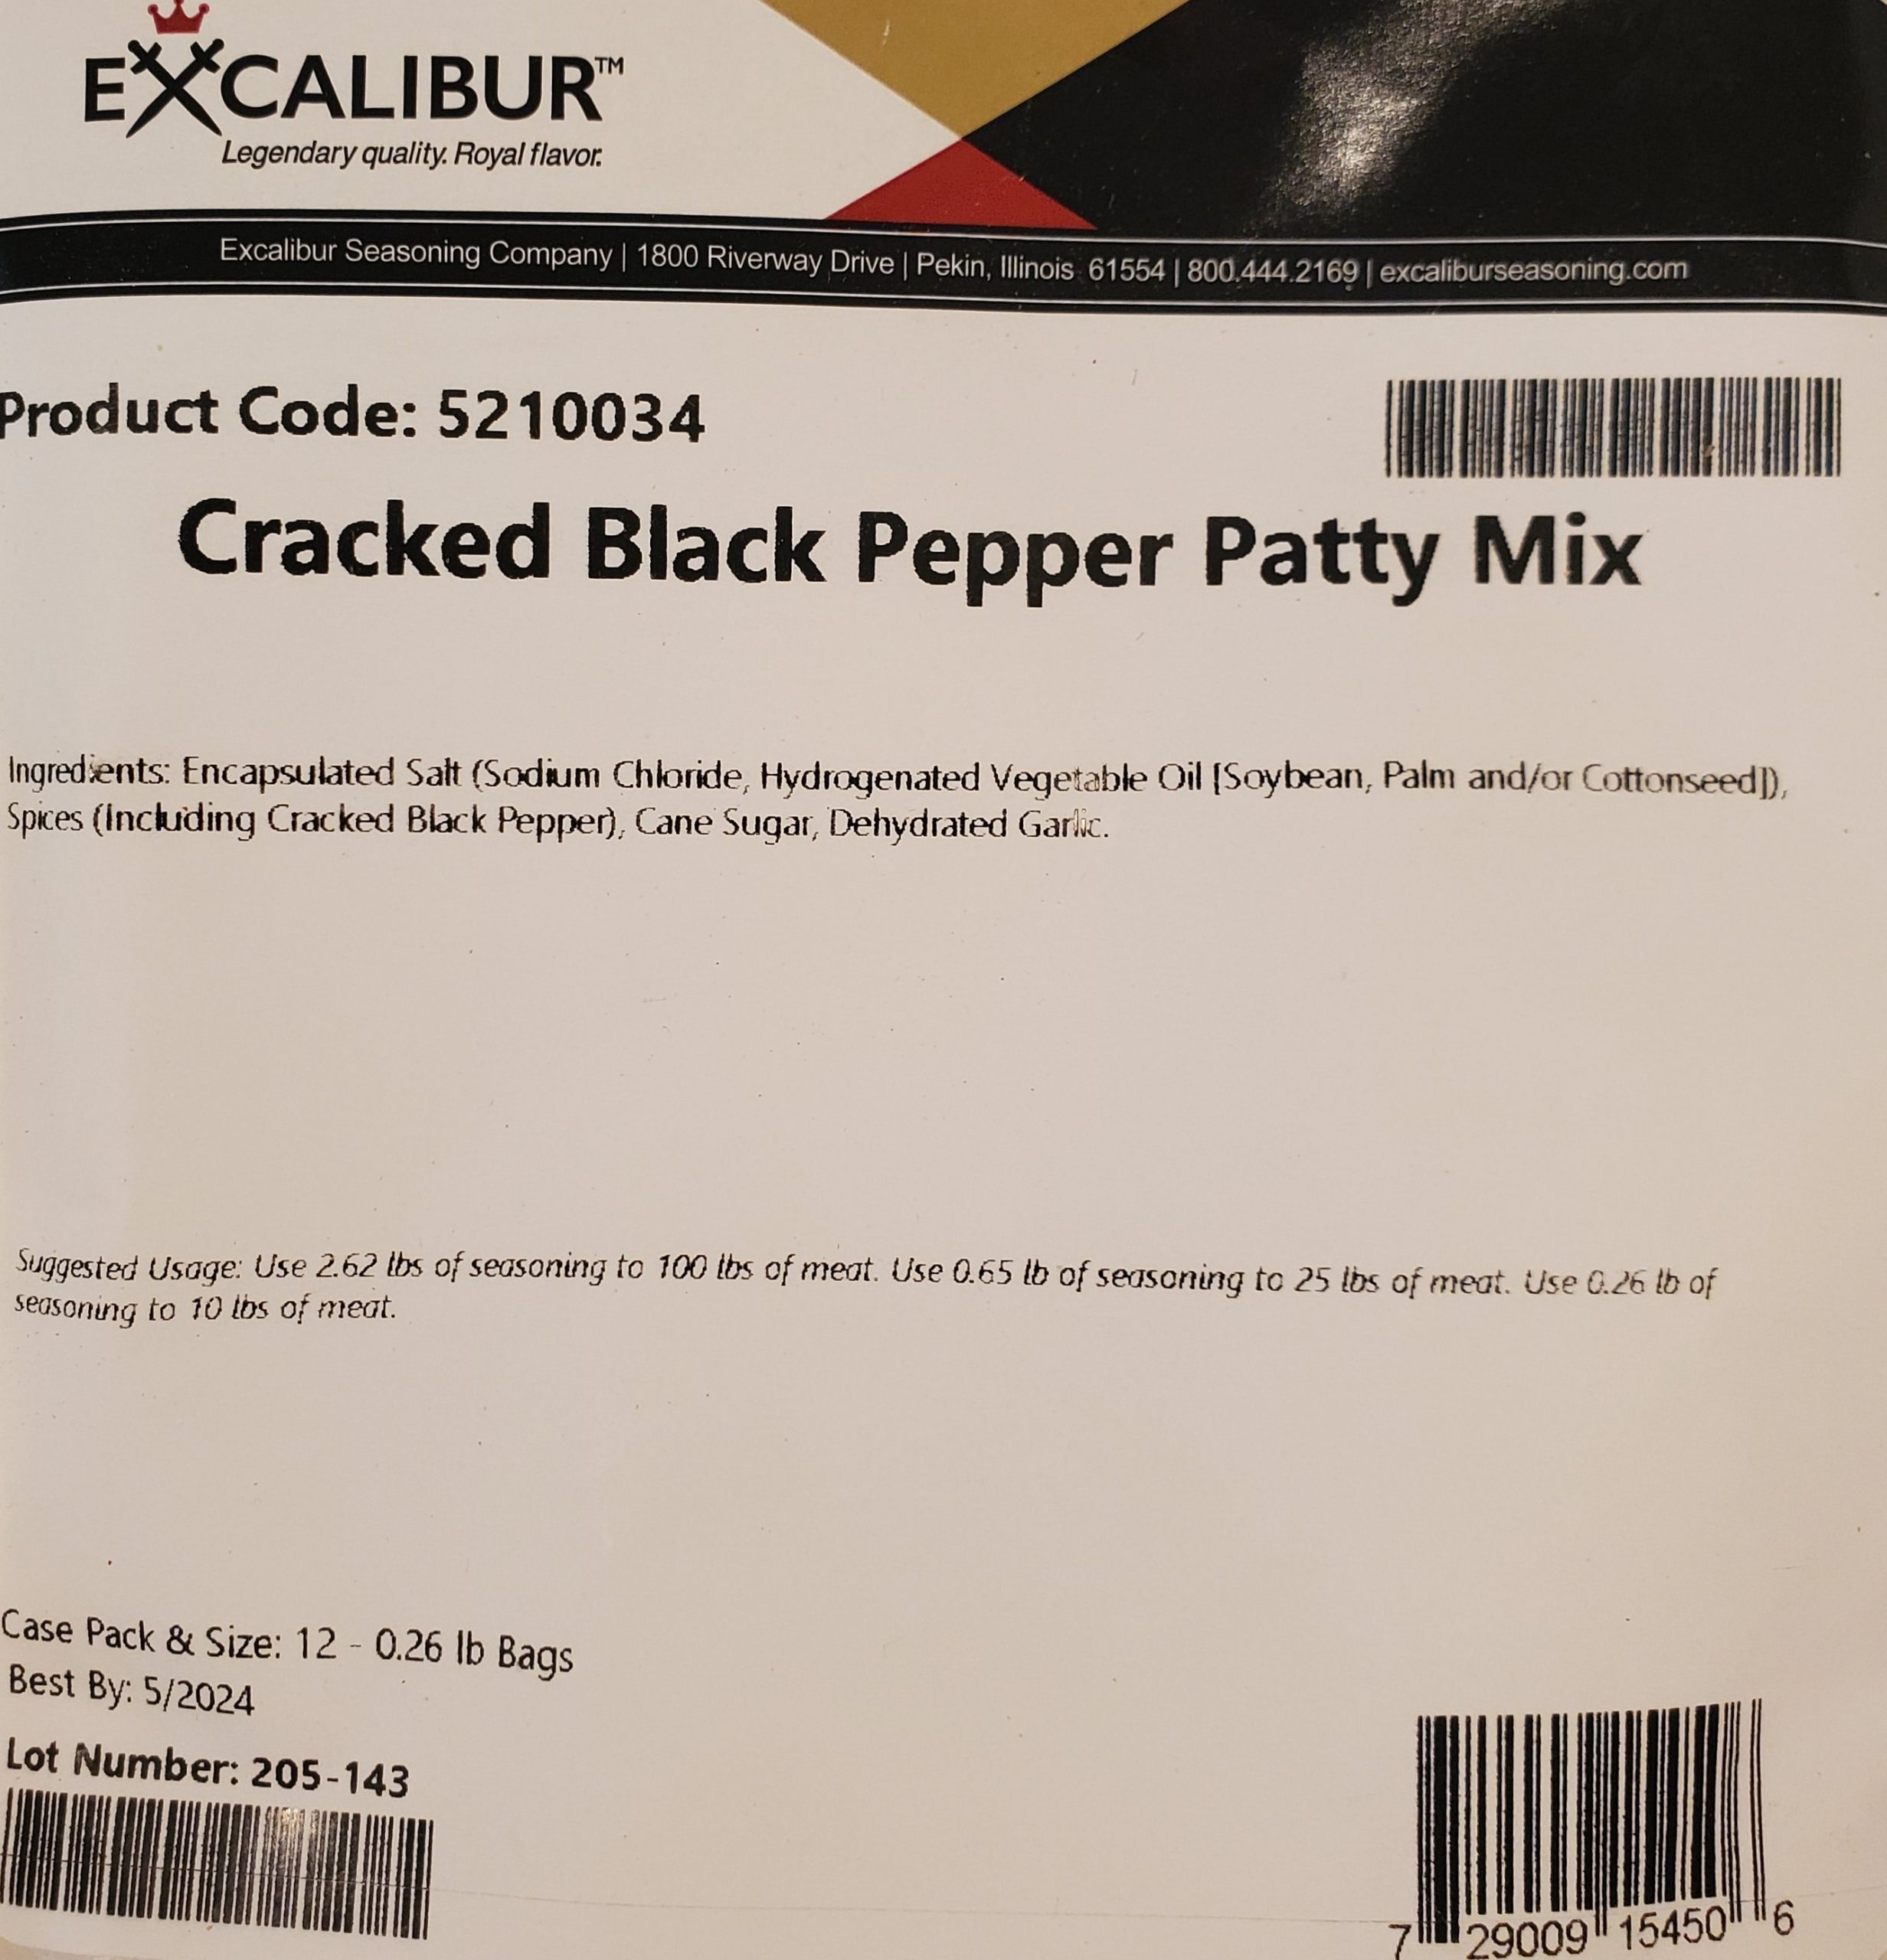 EXCALIBUR™
Legendary quality. Royal flavor.
Excalibur Seasoning Company | 1800 Riverway Drive | Pekin, Illinois 61554 | 800.444.2169 | excaliburseasoning.com
Product Code: 5210034
Cracked Black Pepper Patty Mix
Ingredients: Encapsulated Salt (Sodium Chloride, Hydrogenated Vegetable Oil [Soybean, Palm and/or Cottonseed]),
Spices (Including Cracked Black Pepper), Cane Sugar, Dehydrated Garlic.
Suggested Usage: Use 2.62 lbs of seasoning to 100 lbs of meat. Use 0.65 lb of seasoning to 25 lbs of meat. Use 0.26 lb of
seasoning to 10 lbs of meat.
Case Pack & Size: 12 - 0.26 lb Bags
Best By: 5/2024
Lot Number: 205-143
7 29009 15450 6